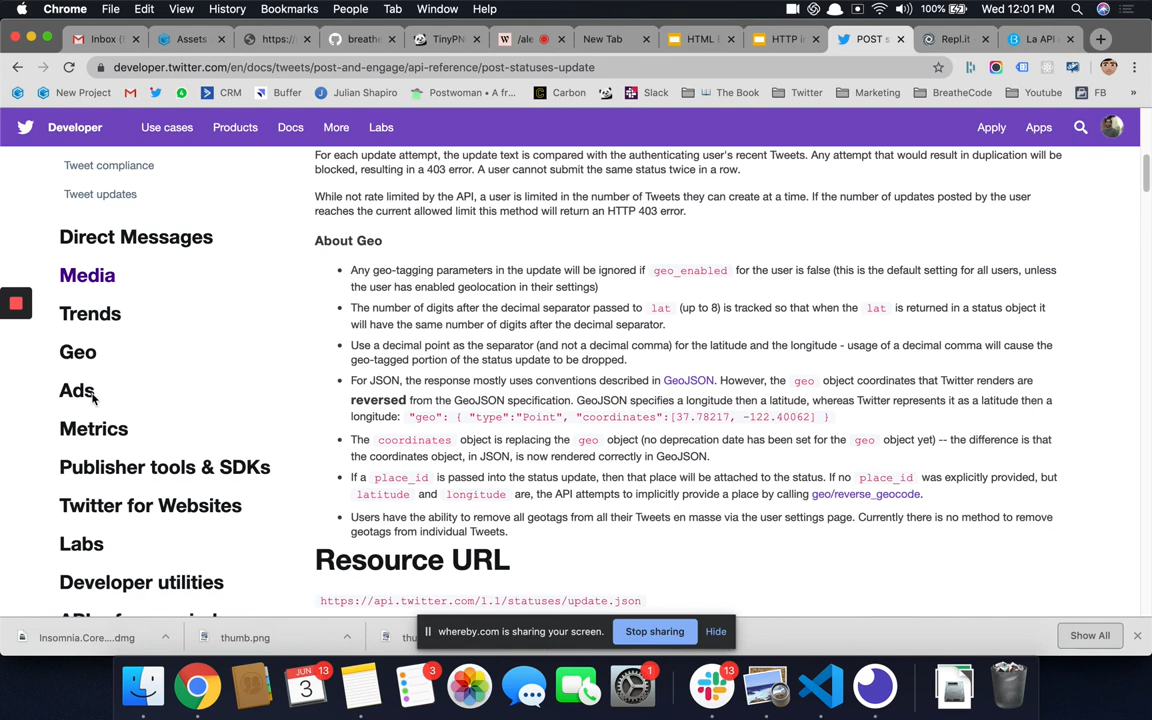 Chrome File Edit View History Bookmarks People Tab Window Help 100% Wed 12:01 PM
Inbox ( Assets https:/ breathe TinyPN /ale New Tab HTML E HTTP in POST s Repl.it La API
developer.twitter.com/en/docs/tweets/post-and-engage/api-reference/post-statuses-update
New Project CRM Buffer Julian Shapiro Postwoman • A fr... Carbon Slack The Book Twitter Marketing BreatheCode Youtube FB »
Developer Use cases Products Docs More Labs Apply Apps
Tweet compliance
Tweet updates
Direct Messages
Media
Trends
Geo
Ads
Metrics
Publisher tools & SDKs
Twitter for Websites
Labs
Developer utilities
For each update attempt, the update text is compared with the authenticating user's recent Tweets. Any attempt that would result in duplication will be
blocked, resulting in a 403 error. A user cannot submit the same status twice in a row.
While not rate limited by the API, a user is limited in the number of Tweets they can create at a time. If the number of updates posted by the user
reaches the current allowed limit this method will return an HTTP 403 error.
About Geo
• Any geo-tagging parameters in the update will be ignored if geo_enabled for the user is false (this is the default setting for all users, unless
the user has enabled geolocation in their settings)
• The number of digits after the decimal separator passed to lat (up to 8) is tracked so that when the lat is returned in a status object it
will have the same number of digits after the decimal separator.
• Use a decimal point as the separator (and not a decimal comma) for the latitude and the longitude - usage of a decimal comma will cause the
geo-tagged portion of the status update to be dropped.
• For JSON, the response mostly uses conventions described in GeoJSON. However, the geo object coordinates that Twitter renders are
reversed from the GeoJSON specification. GeoJSON specifies a longitude then a latitude, whereas Twitter represents it as a latitude then a
longitude: "geo": { "type":"Point", "coordinates":[37.78217, -122.40062] }
• The coordinates object is replacing the geo object (no deprecation date has been set for the geo object yet) -- the difference is that
the coordinates object, in JSON, is now rendered correctly in GeoJSON.
• If a place_id is passed into the status update, then that place will be attached to the status. If no place_id was explicitly provided, but
latitude and longitude are, the API attempts to implicitly provide a place by calling geo/reverse_geocode.
• Users have the ability to remove all geotags from all their Tweets en masse via the user settings page. Currently there is no method to remove
geotags from individual Tweets.
Resource URL
https://api.twitter.com/1.1/statuses/update.json
whereby.com is sharing your screen. Stop sharing Hide
Insomnia.Core....dmg thumb.png thu Show All
JUN 13
3 3 1 13